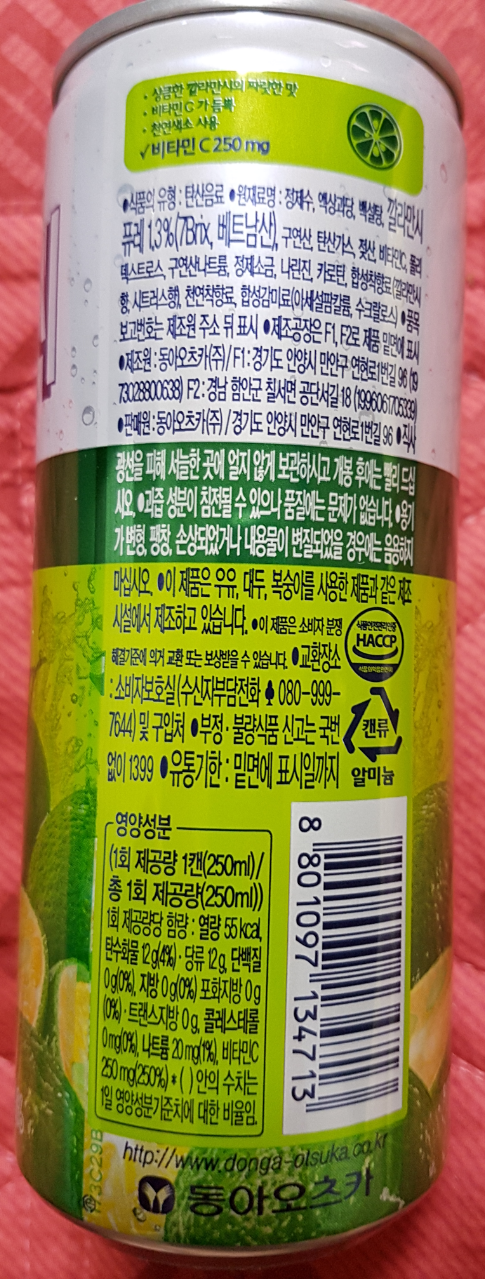 · 상큼한 깔라만시의 짜릿한 맛
· 비타민 C 가 듬뿍
· 천연색소 사용
✓ 비타민 C 250 mg
●식품의 유형 : 탄산음료 ●원재료명 : 정제수, 액상과당, 백설탕, 깔라만시
퓨레 1.3%(7Brix, 베트남산), 구연산, 탄산가스, 젖산, 비타민C, 폴리
덱스트로스, 구연산나트륨, 정제소금, 나린진, 카로틴, 합성착향료(깔라만시
향, 시트러스향), 천연착향료, 합성감미료(아세설팜칼륨, 수크랄로스) ●품목
보고번호는 제조원 주소 뒤 표시 ●제조공장은 F1, F2로 제품 밑면에 표시
●제조원 : 동아오츠카(주) / F1 : 경기도 안양시 만안구 연현로1번길 96 (19
73028900638) F2 : 경남 함안군 칠서면 공단서길 18 (1996061705339)
●판매원 : 동아오츠카(주) / 경기도 안양시 만안구 연현로1번길 96 ●직사
광선을 피해 서늘한 곳에 얼지 않게 보관하시고 개봉 후에는 빨리 드십
시오. ●과즙 성분이 침전될 수 있으나 품질에는 문제가 없습니다. ●용기
가 변형, 팽창, 손상되었거나 내용물이 변질되었을 경우에는 음용하지
마십시오. ●이 제품은 우유, 대두, 복숭아를 사용한 제품과 같은 제조
시설에서 제조하고 있습니다. ●이 제품은 소비자 분쟁
해결기준에 의거 교환 또는 보상받을 수 있습니다. ●교환장소
: 소비자보호실(수신자부담전화 080-999-
7644) 및 구입처 ●부정 · 불량식품 신고는 국번
없이 1399 ●유통기한 : 밑면에 표시일까지
HACCP
캔류
알미늄
영양성분
(1회 제공량 1캔(250ml)/
총 1회 제공량(250ml))
1회 제공량당 함량 : 열량 55 kcal,
탄수화물 12 g(4%) · 당류 12 g, 단백질
0 g(0%), 지방 0 g(0%) 포화지방 0 g
(0%) · 트랜스지방 0 g, 콜레스테롤
0 mg(0%), 나트륨 20 mg(1%), 비타민C
250 mg(250%) * ( ) 안의 수치는
1일 영양성분기준치에 대한 비율임.
8 801097 134713
http://www.donga-otsuka.co.kr
동아오츠카